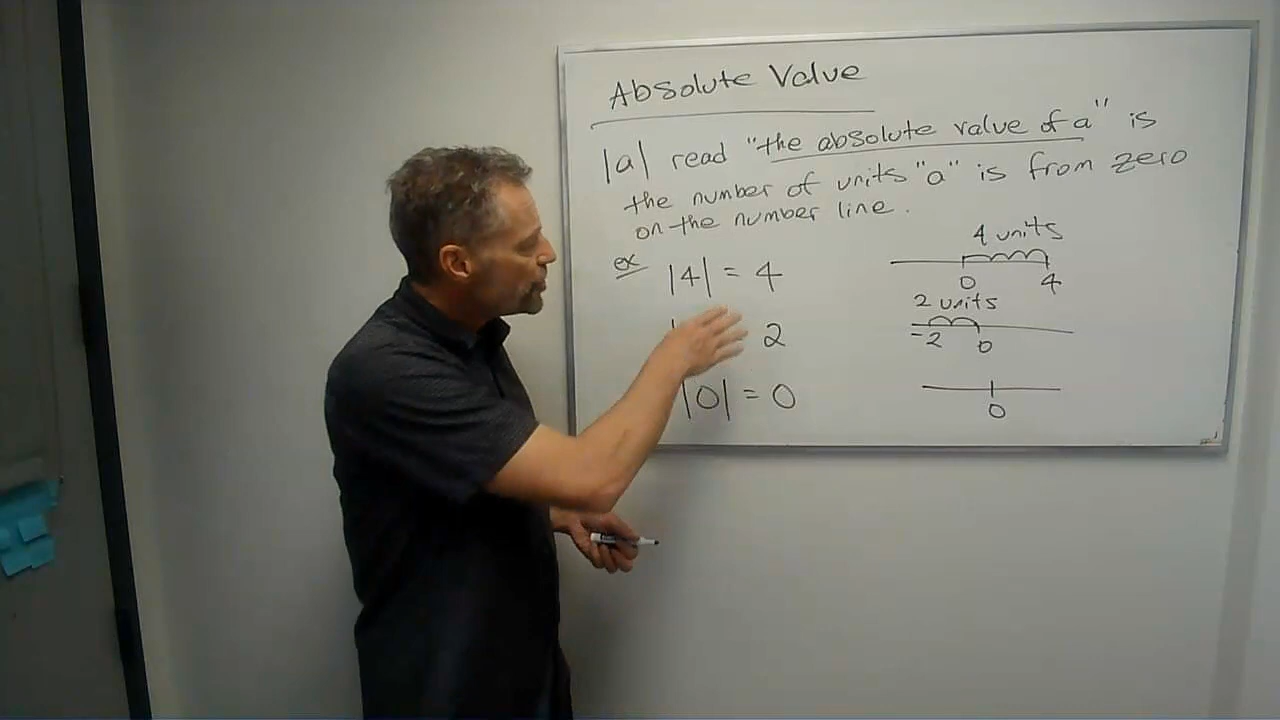 Absolute Value
|a| read "the absolute value of a" is
the number of units "a" is from zero
on the number line.
ex |4| = 4
4 units
0 4
2
2 units
-2 0
|0| = 0
0